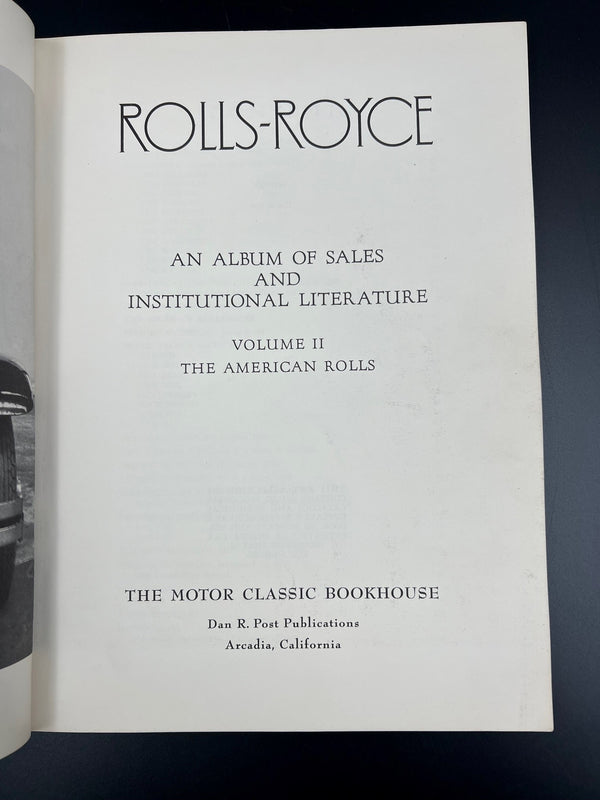 ROLLS-ROYCE
AN ALBUM OF SALES
AND
INSTITUTIONAL LITERATURE
VOLUME II
THE AMERICAN ROLLS
THE MOTOR CLASSIC BOOKHOUSE
Dan R. Post Publications
Arcadia, California